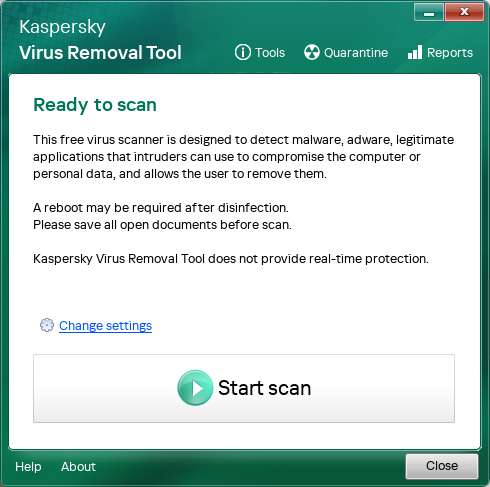 Kaspersky
Virus Removal Tool
Tools
Quarantine
Reports
Ready to scan
This free virus scanner is designed to detect malware, adware, legitimate
applications that intruders can use to compromise the computer or
personal data, and allows the user to remove them.
A reboot may be required after disinfection.
Please save all open documents before scan.
Kaspersky Virus Removal Tool does not provide real-time protection.
Change settings
Start scan
Help
About
Close